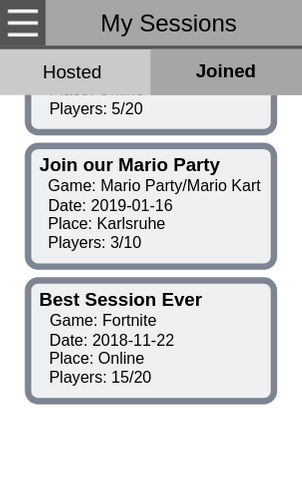 My Sessions
Hosted
Joined
Players: 5/20
Join our Mario Party
Game: Mario Party/Mario Kart
Date: 2019-01-16
Place: Karlsruhe
Players: 3/10
Best Session Ever
Game: Fortnite
Date: 2018-11-22
Place: Online
Players: 15/20